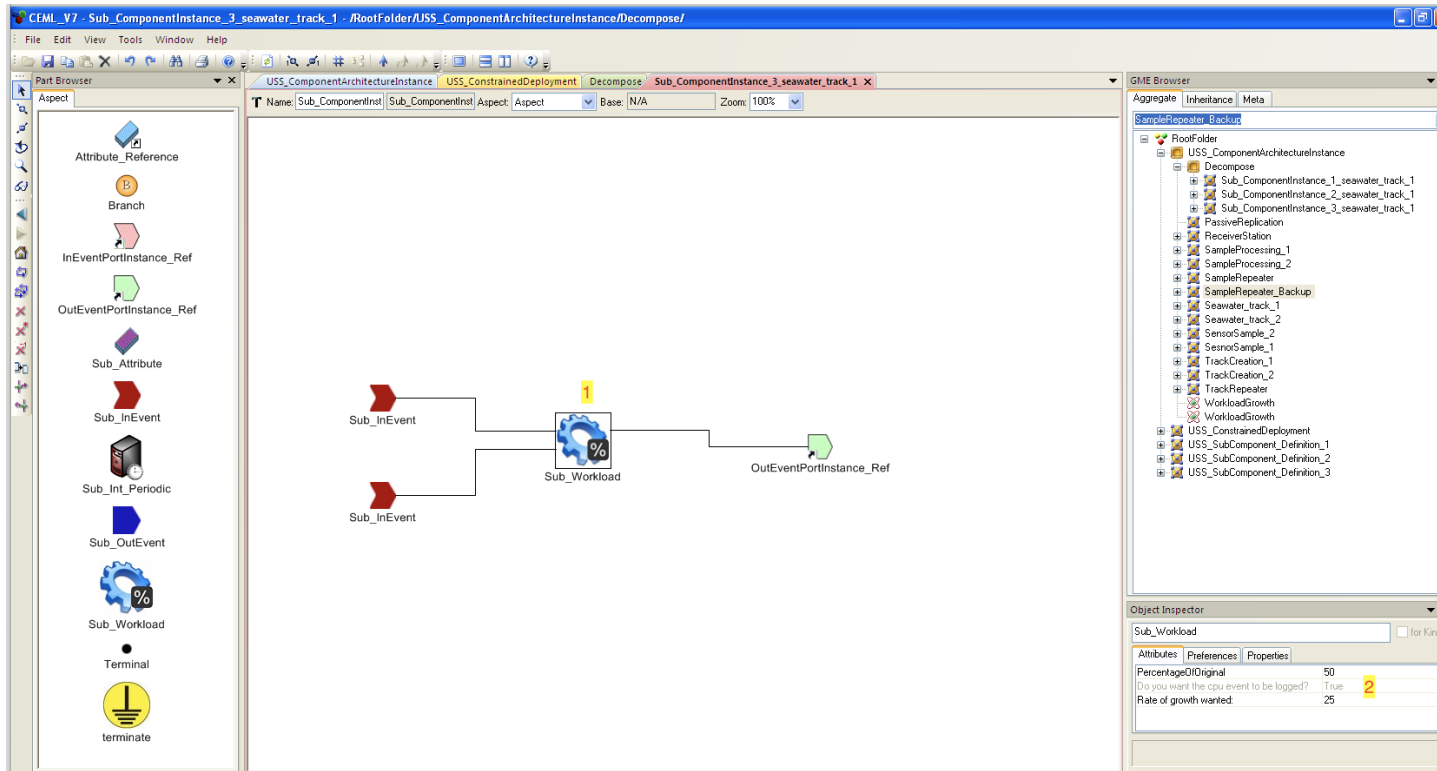 CEML_V7 - Sub_ComponentInstance_3_seawater_track_1 - /RootFolder/USS_ComponentArchitectureInstance/Decompose/
File Edit View Tools Window Help
Part Browser
Aspect
Attribute_Reference
B
Branch
InEventPortInstance_Ref
OutEventPortInstance_Ref
Sub_Attribute
Sub_InEvent
Sub_Int_Periodic
Sub_OutEvent
%
Sub_Workload
Terminal
terminate
USS_ComponentArchitectureInstance USS_ConstrainedDeployment Decompose Sub_ComponentInstance_3_seawater_track_1 X
T Name: Sub_ComponentInst Sub_ComponentInst Aspect: Aspect Base: N/A Zoom: 100%
1
Sub_InEvent
%
Sub_Workload
OutEventPortInstance_Ref
Sub_InEvent
GME Browser
Aggregate Inheritance Meta
SampleRepeater_Backup
RootFolder
USS_ComponentArchitectureInstance
Decompose
Sub_ComponentInstance_1_seawater_track_1
Sub_ComponentInstance_2_seawater_track_1
Sub_ComponentInstance_3_seawater_track_1
PassiveReplication
ReceiverStation
SampleProcessing_1
SampleProcessing_2
SampleRepeater
SampleRepeater_Backup
Seawater_track_1
Seawater_track_2
SensorSample_2
SesnorSample_1
TrackCreation_1
TrackCreation_2
TrackRepeater
WorkloadGrowth
WorkloadGrowth
USS_ConstrainedDeployment
USS_SubComponent_Definition_1
USS_SubComponent_Definition_2
USS_SubComponent_Definition_3
Object Inspector
Sub_Workload for Kin
Attributes Preferences Properties
PercentageOfOriginal 50
Do you want the cpu event to be logged? True 2
Rate of growth wanted: 25